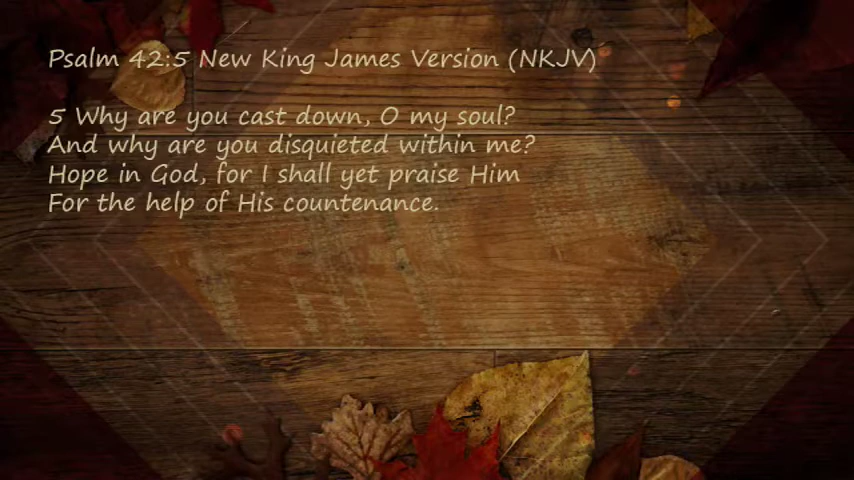 Psalm 42:5 New King James Version (NKJV)
5 Why are you cast down, O my soul?
And why are you disquieted within me?
Hope in God, for I shall yet praise Him
For the help of His countenance.